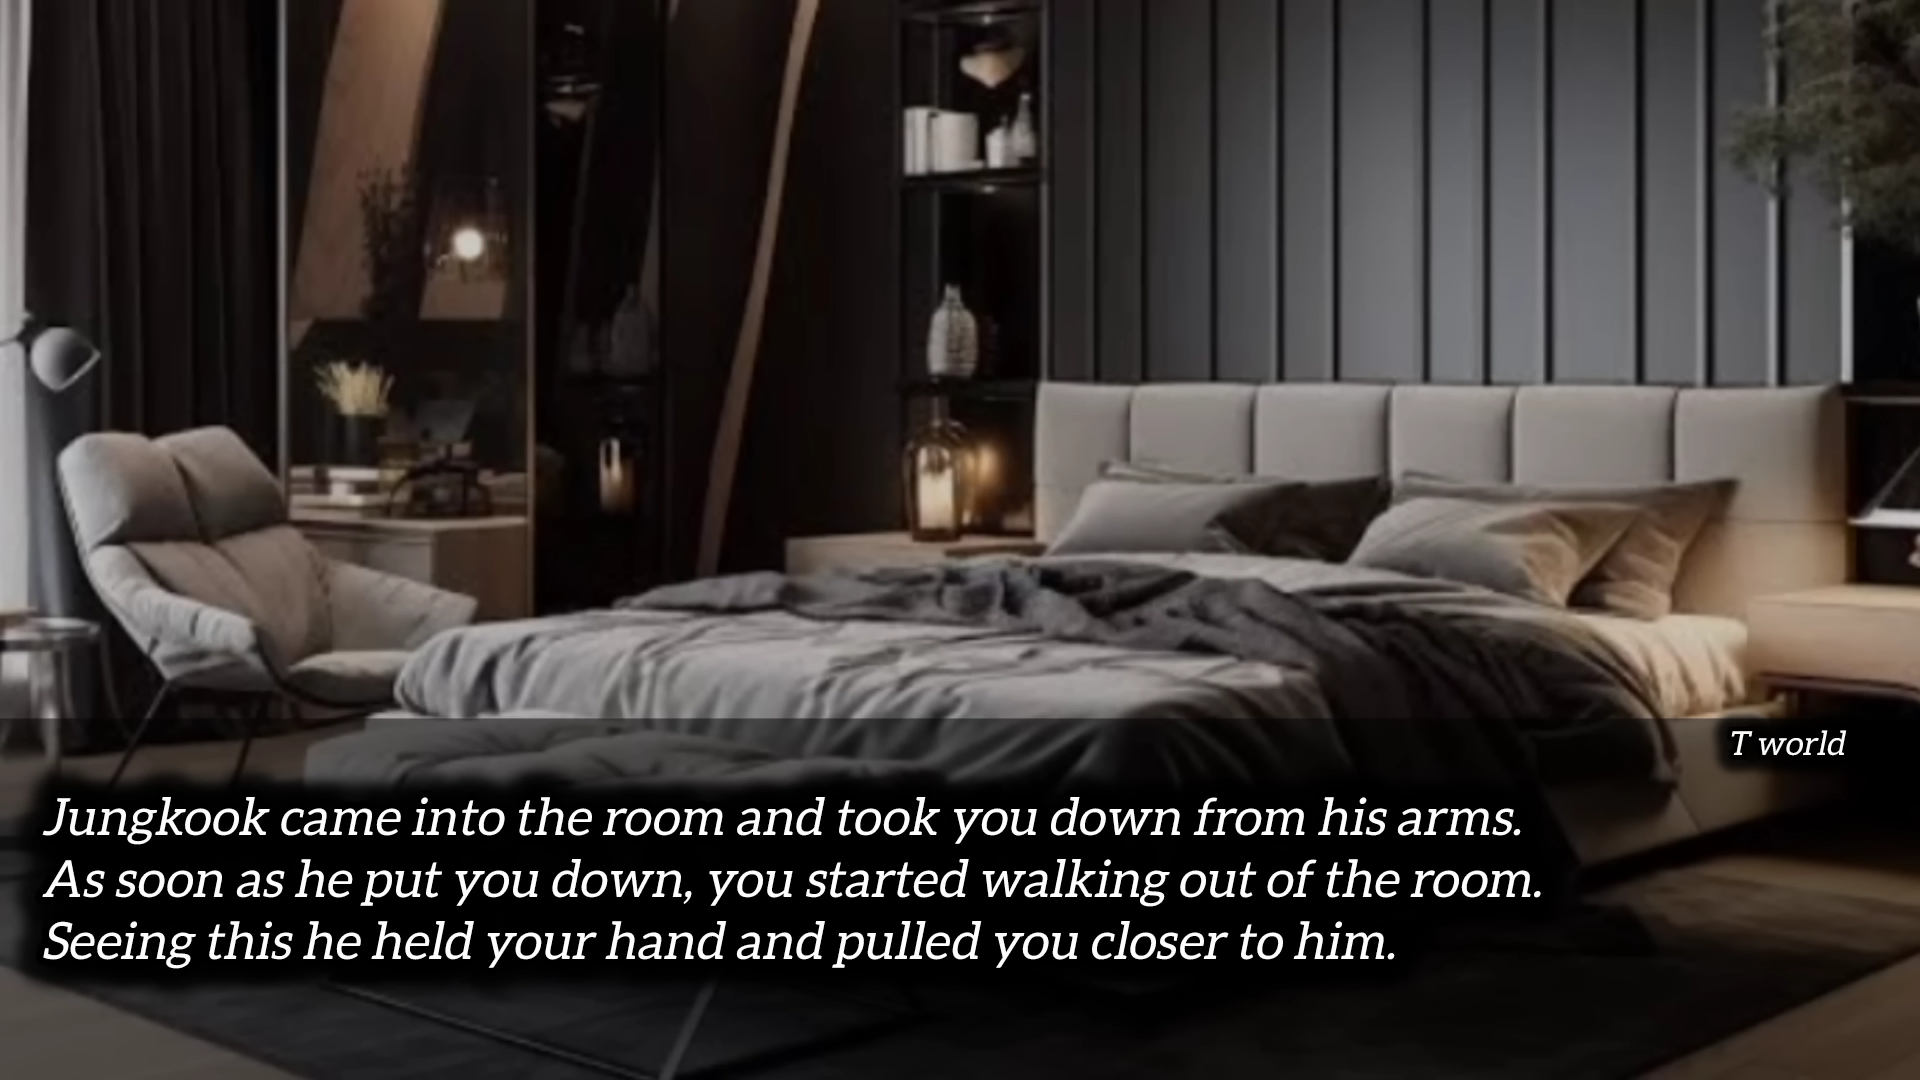 T world
Jungkook came into the room and took you down from his arms.
As soon as he put you down, you started walking out of the room.
Seeing this he held your hand and pulled you closer to him.